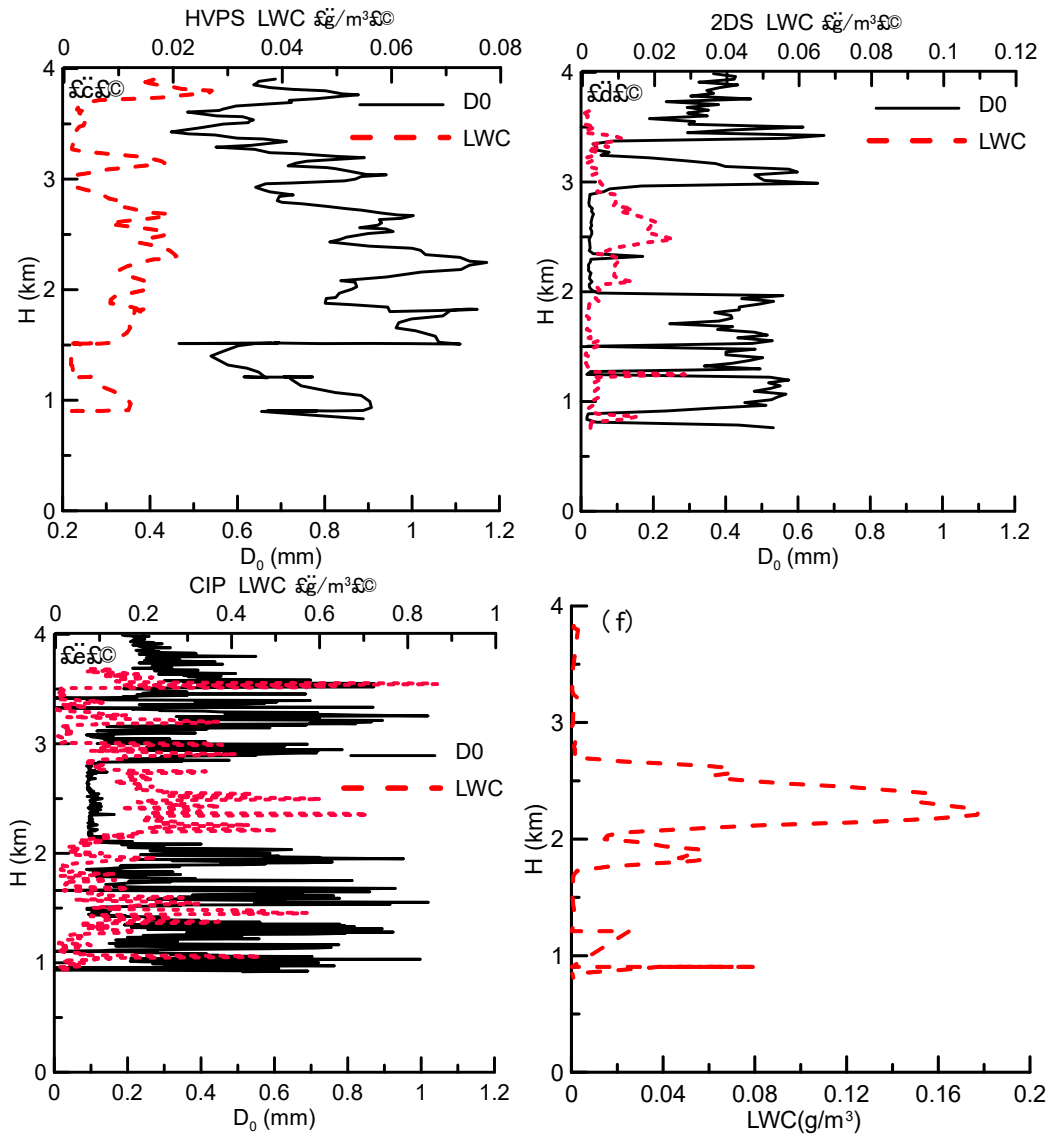 HVPS LWC £¨g/m³£©
0 0.02 0.04 0.06 0.08
4
3
2
1
0
£¨c£©
D0
LWC
H (km)
0.2 0.4 0.6 0.8 1 1.2
D₀ (mm)
2DS LWC £¨g/m³£©
0 0.02 0.04 0.06 0.08 0.1 0.12
4
3
2
1
0
£¨d£©
D0
LWC
H (km)
0 0.2 0.4 0.6 0.8 1 1.2
D₀ (mm)
CIP LWC £¨g/m³£©
0 0.2 0.4 0.6 0.8 1
4
3
2
1
0
£¨e£©
D0
LWC
H (km)
0 0.2 0.4 0.6 0.8 1 1.2
D₀ (mm)
(f)
4
3
2
1
0
H (km)
0 0.04 0.08 0.12 0.16 0.2
LWC(g/m³)